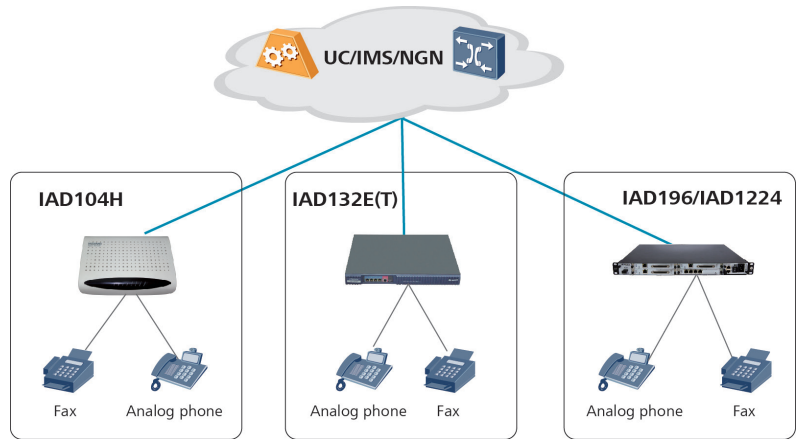 UC/IMS/NGN
IAD104H
IAD132E(T)
IAD196/IAD1224
Fax
Analog phone
Analog phone
Fax
Analog phone
Fax